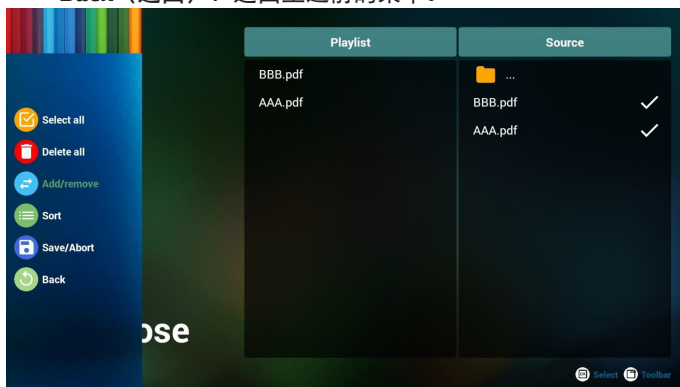 Playlist
Source
BBB.pdf
AAA.pdf
...
BBB.pdf
AAA.pdf
Select all
Delete all
Add/remove
Sort
Save/Abort
Back
ose
Select
Toolbar